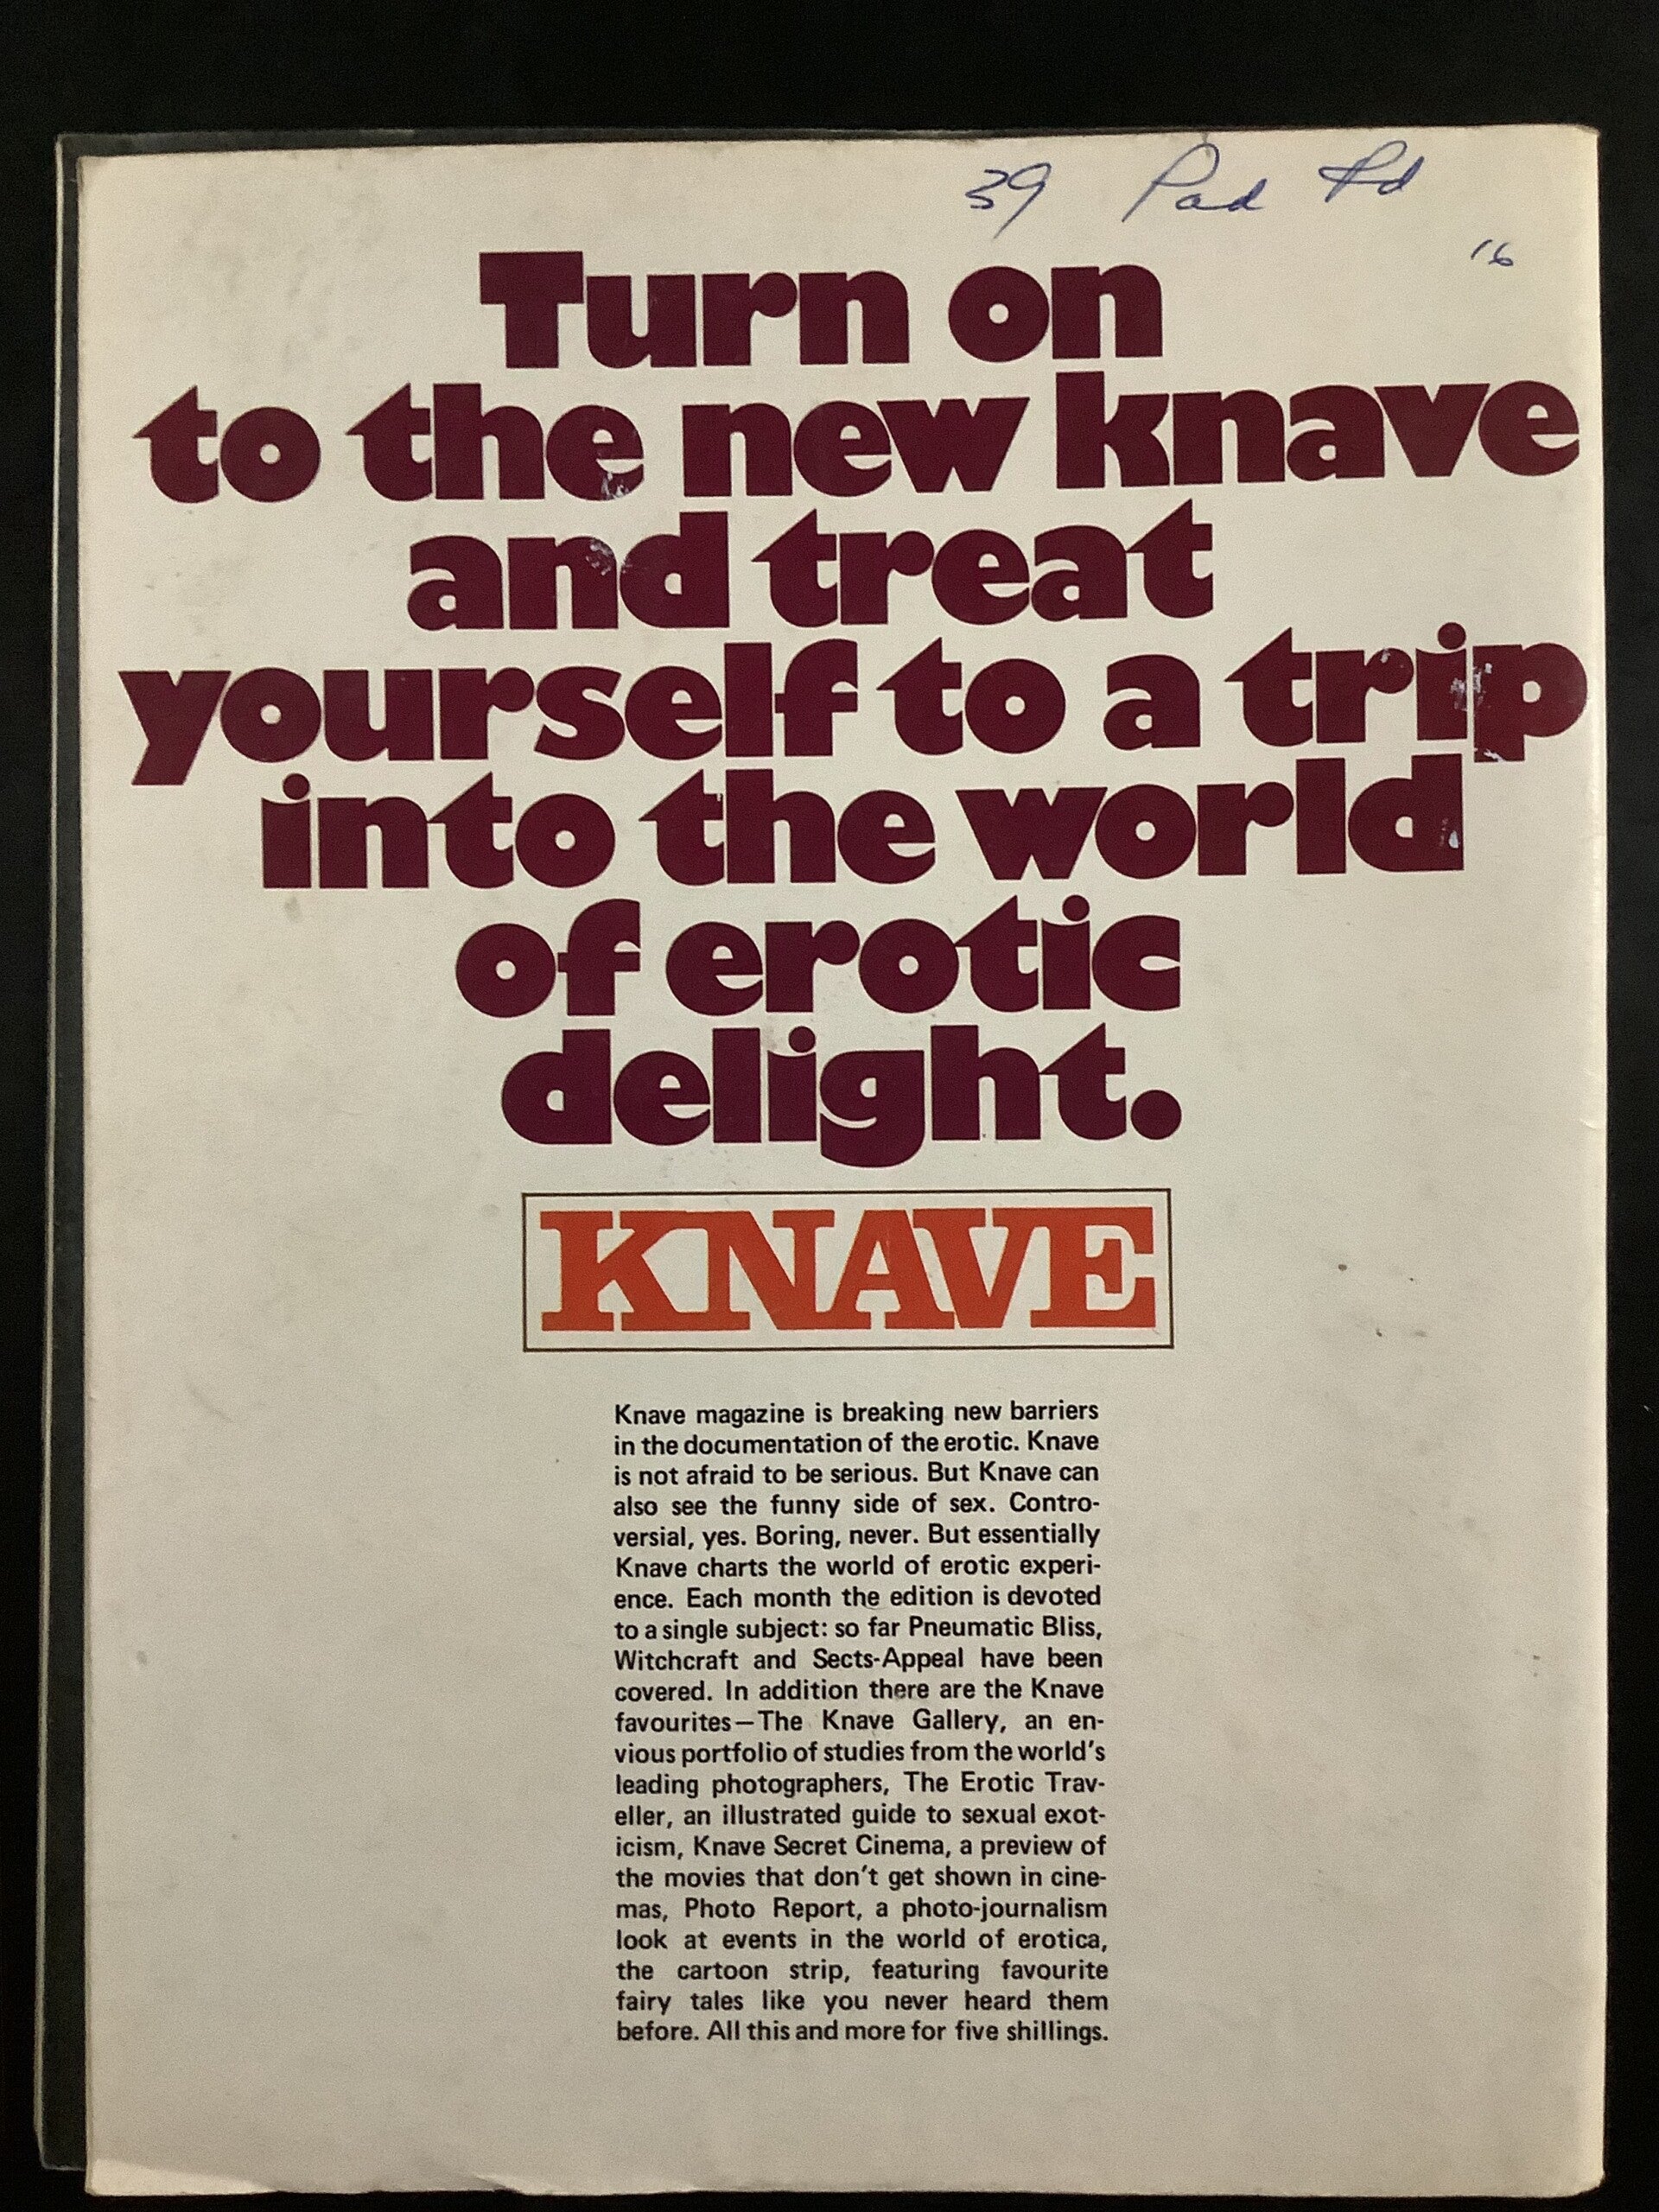 39 Pad Rd
16
Turn on
to the new knave
and treat
yourself to a trip
into the world
of erotic
delight.
KNAVE
Knave magazine is breaking new barriers
in the documentation of the erotic. Knave
is not afraid to be serious. But Knave can
also see the funny side of sex. Contro-
versial, yes. Boring, never. But essentially
Knave charts the world of erotic experi-
ence. Each month the edition is devoted
to a single subject: so far Pneumatic Bliss,
Witchcraft and Sects-Appeal have been
covered. In addition there are the Knave
favourites—The Knave Gallery, an en-
vious portfolio of studies from the world's
leading photographers, The Erotic Trav-
eller, an illustrated guide to sexual exot-
icism, Knave Secret Cinema, a preview of
the movies that don't get shown in cine-
mas, Photo Report, a photo-journalism
look at events in the world of erotica,
the cartoon strip, featuring favourite
fairy tales like you never heard them
before. All this and more for five shillings.